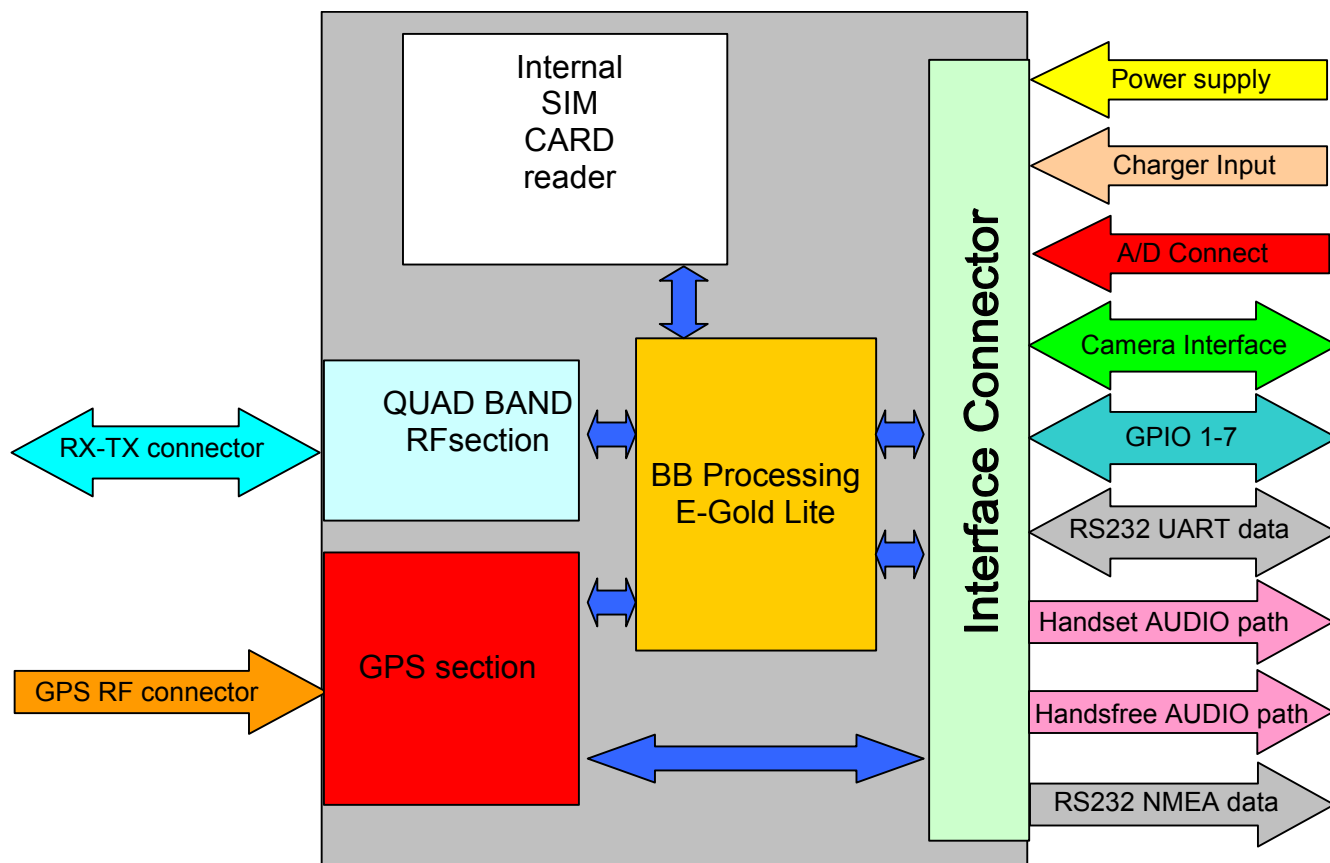 Internal
SIM
CARD
reader
QUAD BAND
RFsection
BB Processing
E-Gold Lite
GPS section
RX-TX connector
GPS RF connector
Interface Connector
Power supply
Charger Input
A/D Connect
Camera Interface
GPIO 1-7
RS232 UART data
Handset AUDIO path
Handsfree AUDIO path
RS232 NMEA data